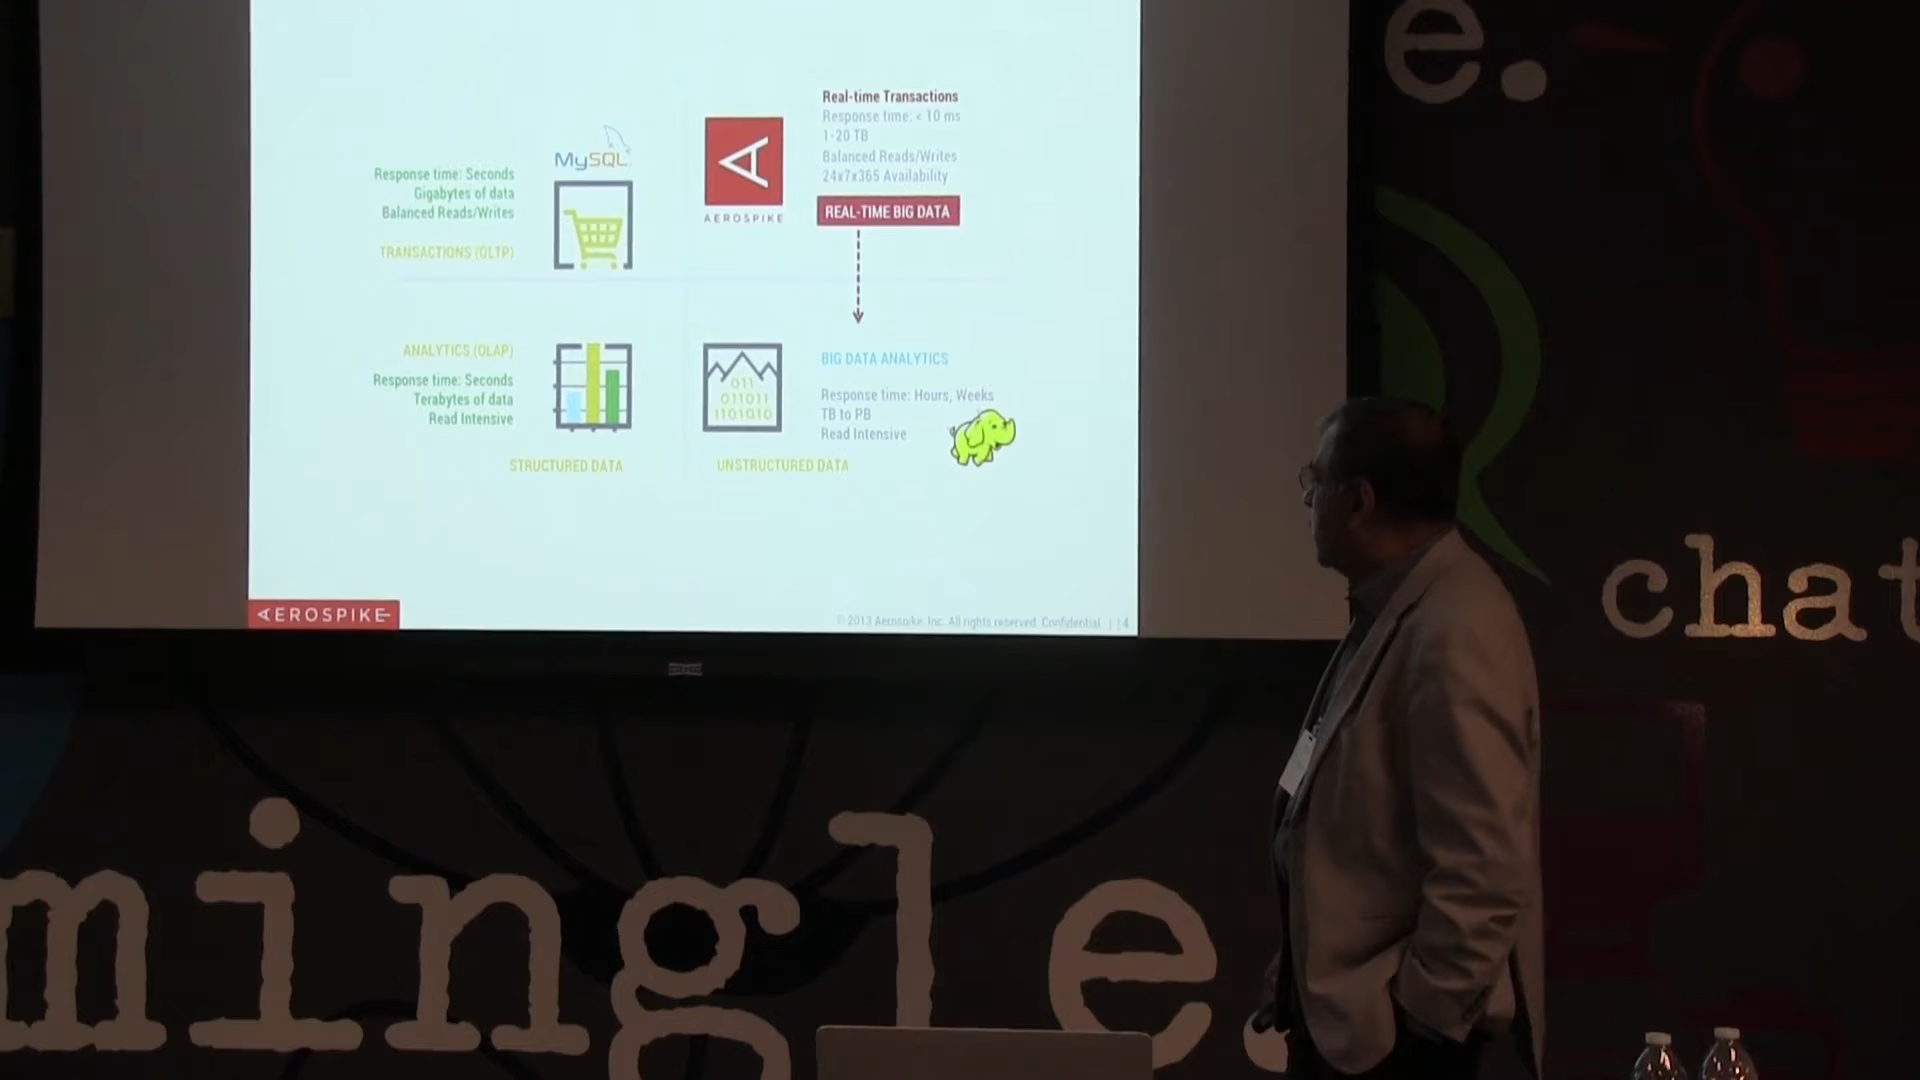 MySQL
Response time: Seconds
Gigabytes of data
Balanced Reads/Writes
TRANSACTIONS (OLTP)
AEROSPIKE
Real-time Transactions
Response time: < 10 ms
1-20 TB
Balanced Reads/Writes
24x7x365 Availability
REAL-TIME BIG DATA
ANALYTICS (OLAP)
Response time: Seconds
Terabytes of data
Read Intensive
STRUCTURED DATA
011
011011
1101010
BIG DATA ANALYTICS
Response time: Hours, Weeks
TB to PB
Read Intensive
UNSTRUCTURED DATA
AEROSPIKE
© 2013 Aerospike, Inc. All rights reserved. Confidential | | 4
e.
chat
mingle.